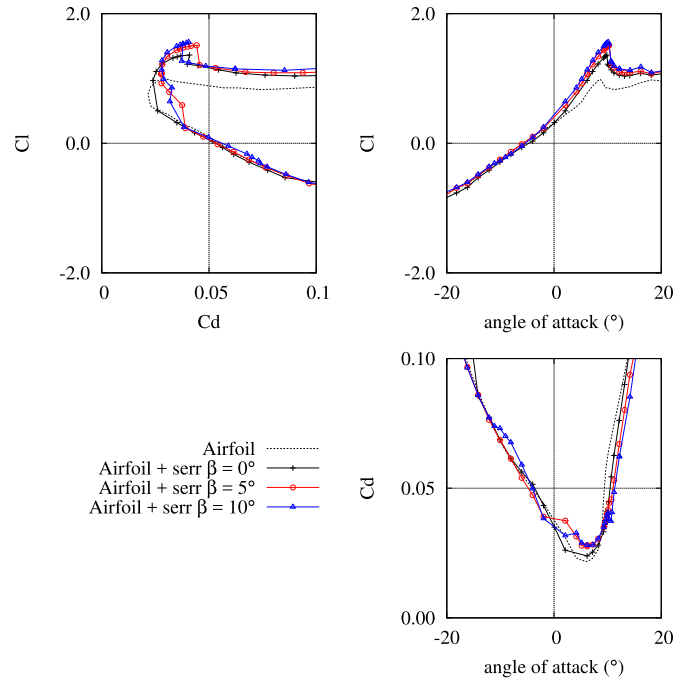 2.0
0.0
-2.0
0
0.05
0.1
Cl
Cd
2.0
0.0
-2.0
-20
0
20
Cl
angle of attack (°)
Airfoil
Airfoil + serr β = 0°
Airfoil + serr β = 5°
Airfoil + serr β = 10°
0.10
0.05
0.00
-20
0
20
Cd
angle of attack (°)